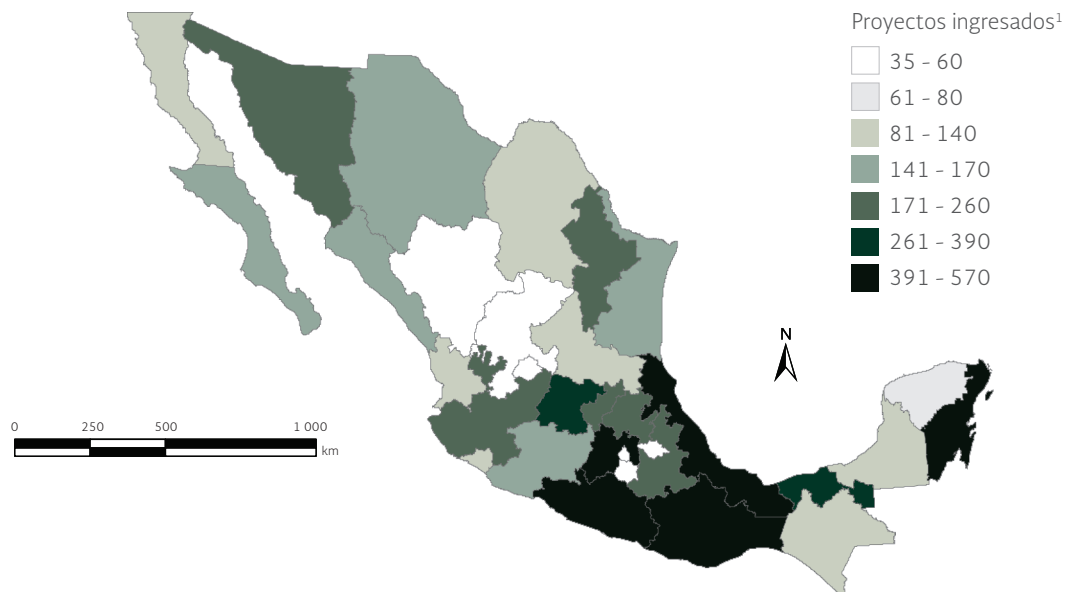 Proyectos ingresados¹
35 - 60
61 - 80
81 - 140
141 - 170
171 - 260
261 - 390
391 - 570
N
0 250 500 1 000
km